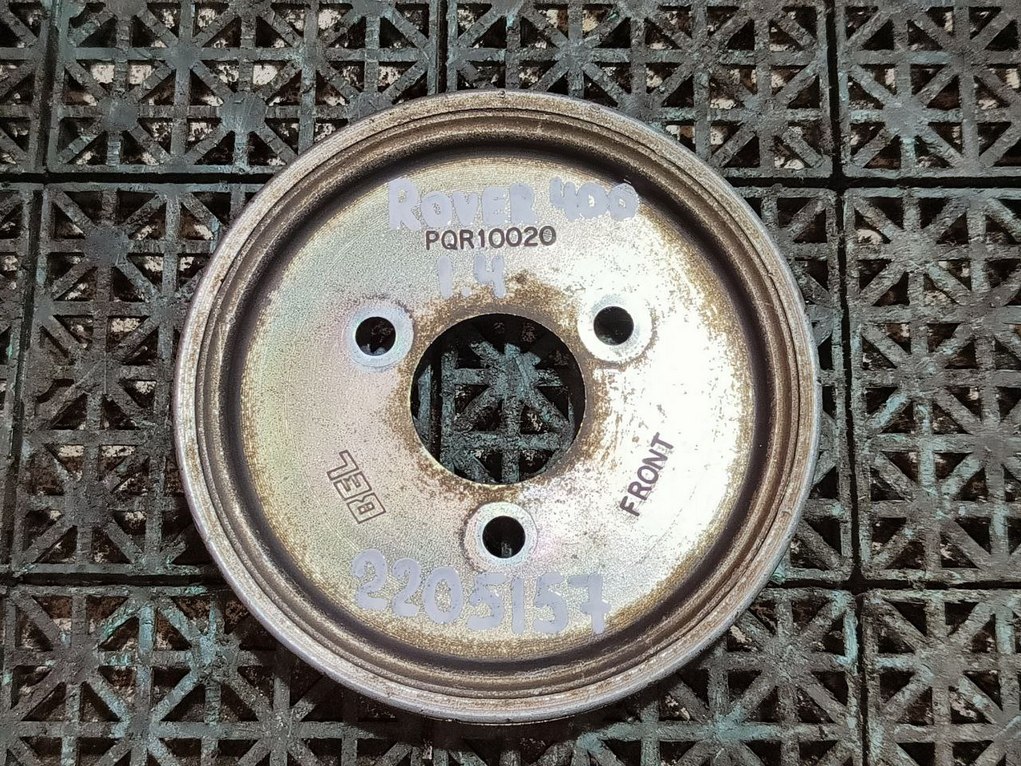 ROVER 400
PQR10020
1.4
FRONT
BEL
2205157